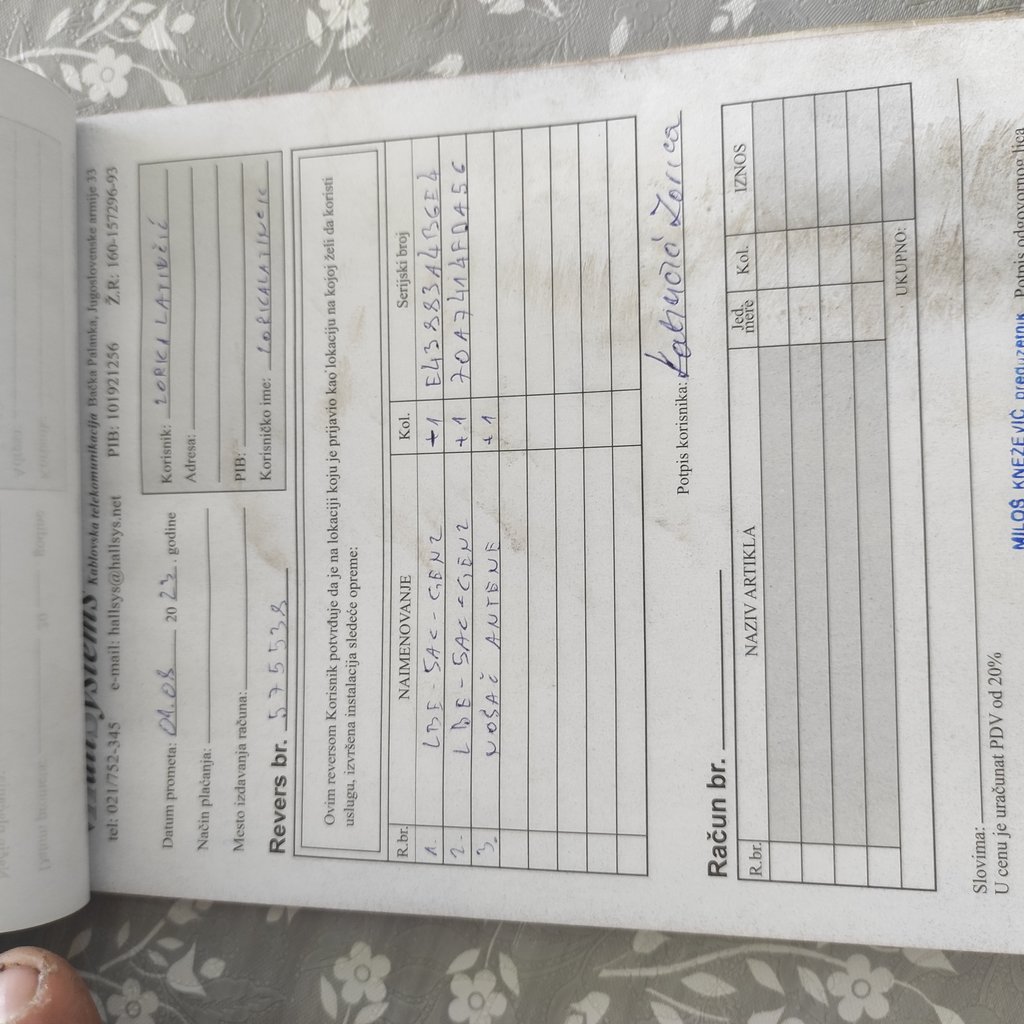 Kablovska telekomunikacija Bačka Palanka, Jugoslovenske armije 33
tel: 021/752-345 e-mail: hallsys@hallsys.net PIB: 101921256 Ž.R: 160-157296-93
Datum prometa: 01.08 2023. godine
Način plaćanja:
Mesto izdavanja računa:
Korisnik: ZORICA LATINČIĆ
Adresa:
PIB:
Korisničko ime: ZORICALATINCIC
Revers br. 575538
Ovim reversom Korisnik potvrđuje da je na lokaciji koju je prijavio kao lokaciju na kojoj želi da koristi
uslugu, izvršena instalacija sledeće opreme:
R.br. NAIMENOVANJE Kol. Serijski broj
1. LBE-5AC-GEN2 +1 E43883A4B6E4
2. LBE-5AC-GEN2 +1 70A7414FDA56
3. NOSAČ ANTENE +1
Potpis korisnika: Zorica
Račun br.
R.br. NAZIV ARTIKLA Jed. mere Kol. IZNOS
UKUPNO:
Slovima:
U cenu je uračunat PDV od 20%
MILOŠ KNEŽEVIĆ preduzetnik Potpis odgovornog lica